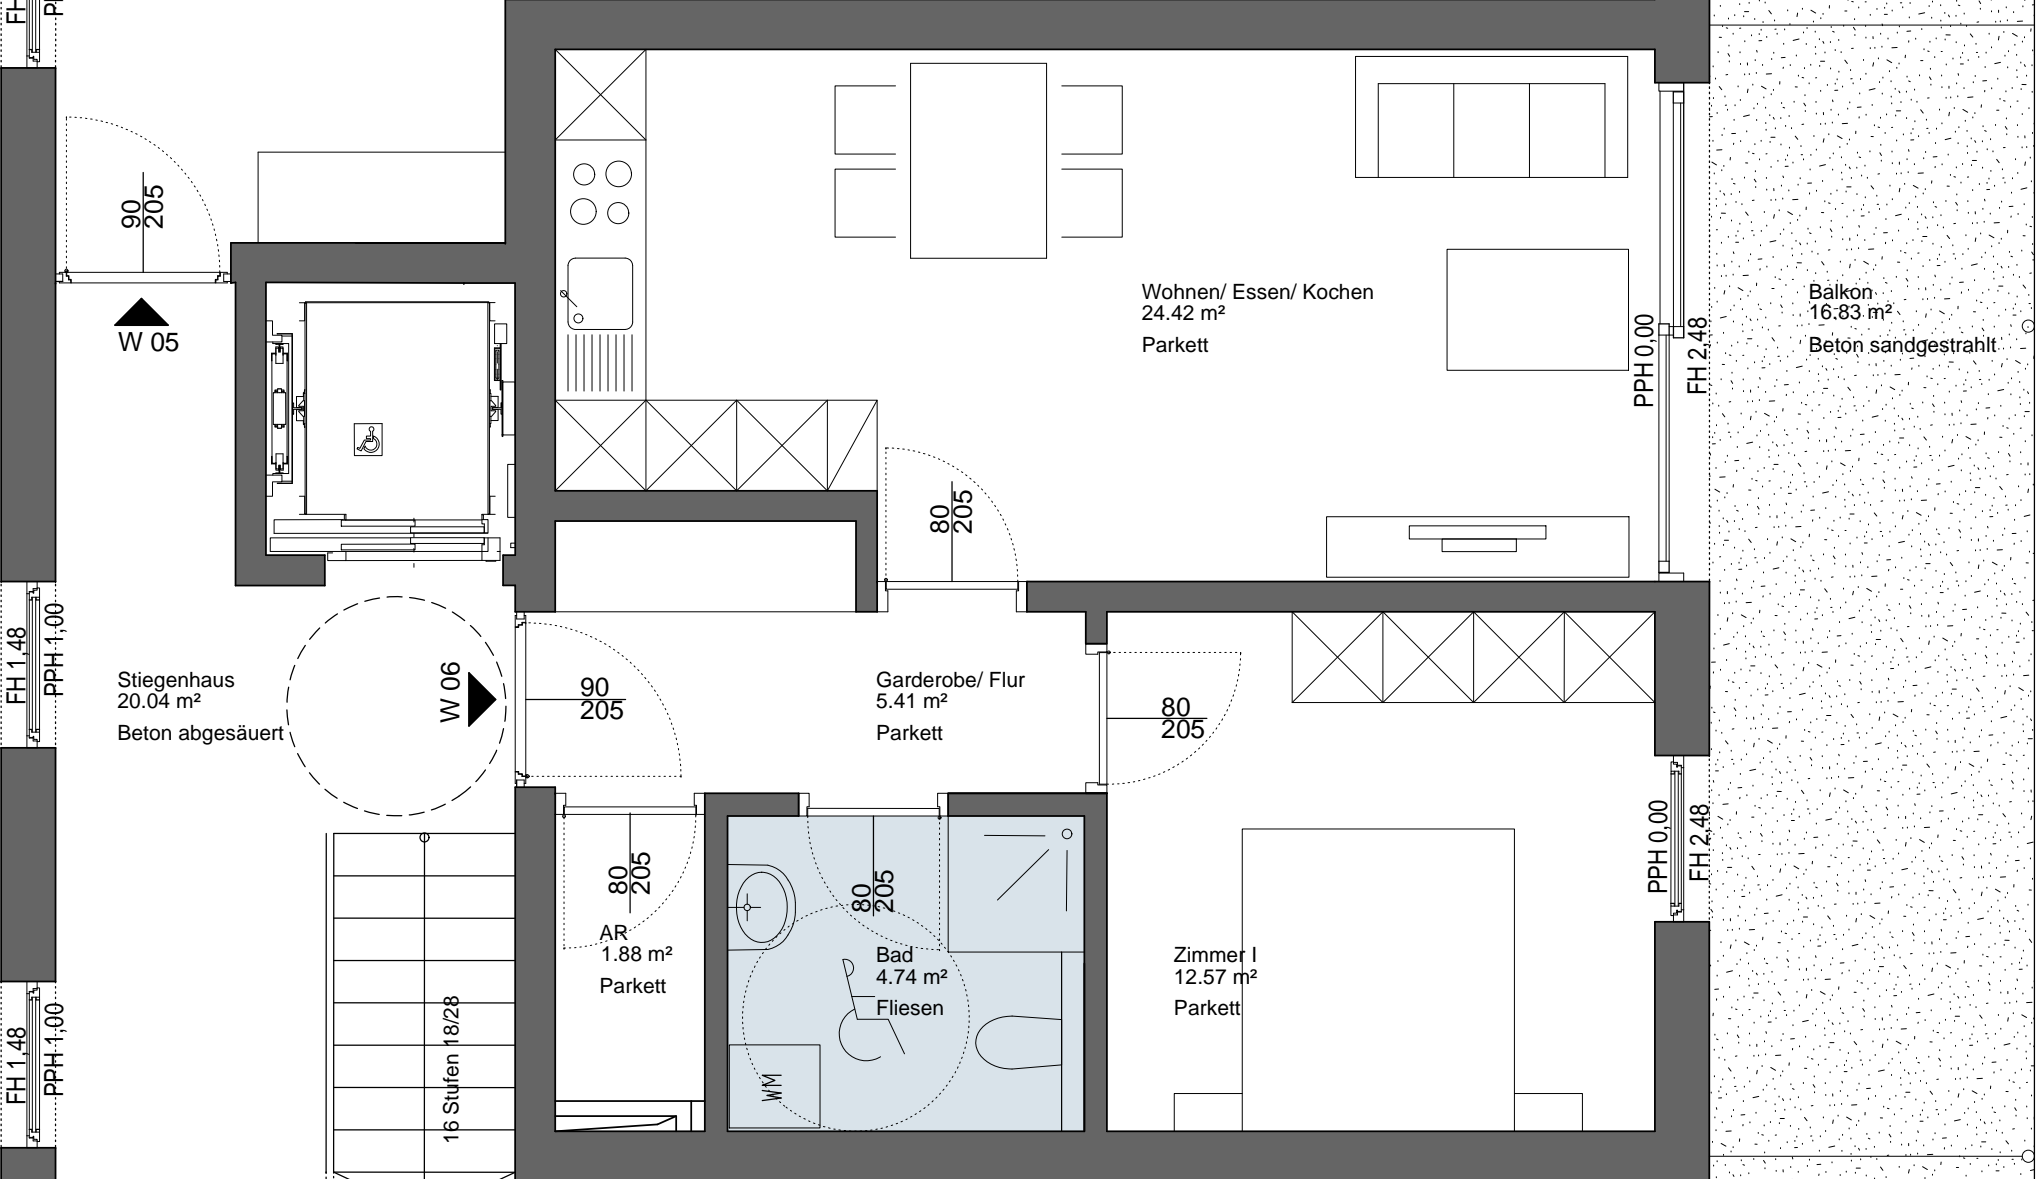 FH
PPH
90
205
W 05
Wohnen/ Essen/ Kochen
24.42 m²
Parkett
PPH 0,00
FH 2,48
Balkon
16.83 m²
Beton sandgestrahlt
80
205
FH 1,48
PPH 1,00
Stiegenhaus
20.04 m²
Beton abgesäuert
W 06
90
205
Garderobe/ Flur
5.41 m²
Parkett
80
205
PPH 0,00
FH 2,48
80
205
AR
1.88 m²
Parkett
80
205
Bad
4.74 m²
Fliesen
WM
Zimmer I
12.57 m²
Parkett
FH 1,48
PPH 1,00
16 Stufen 18/28